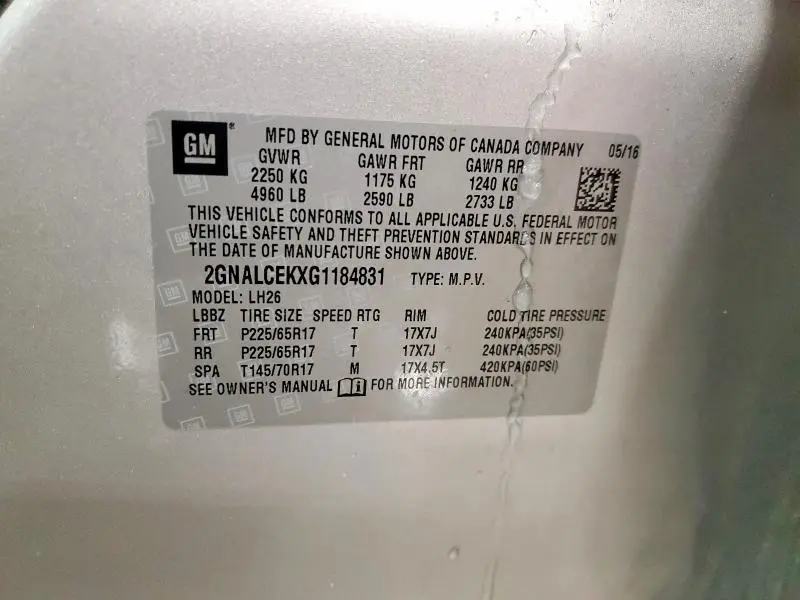 GM® MFD BY GENERAL MOTORS OF CANADA COMPANY 05/16
GVWR GAWR FRT GAWR RR
2250 KG 1175 KG 1240 KG
4960 LB 2590 LB 2733 LB
THIS VEHICLE CONFORMS TO ALL APPLICABLE U.S. FEDERAL MOTOR
VEHICLE SAFETY AND THEFT PREVENTION STANDARDS IN EFFECT ON
THE DATE OF MANUFACTURE SHOWN ABOVE.
2GNALCEKXG1184831 TYPE: M.P.V.
MODEL: LH26
LBBZ TIRE SIZE SPEED RTG RIM COLD TIRE PRESSURE
FRT P225/65R17 T 17X7J 240KPA(35PSI)
RR P225/65R17 T 17X7J 240KPA(35PSI)
SPA T145/70R17 M 17X4.5T 420KPA(60PSI)
SEE OWNER'S MANUAL FOR MORE INFORMATION.